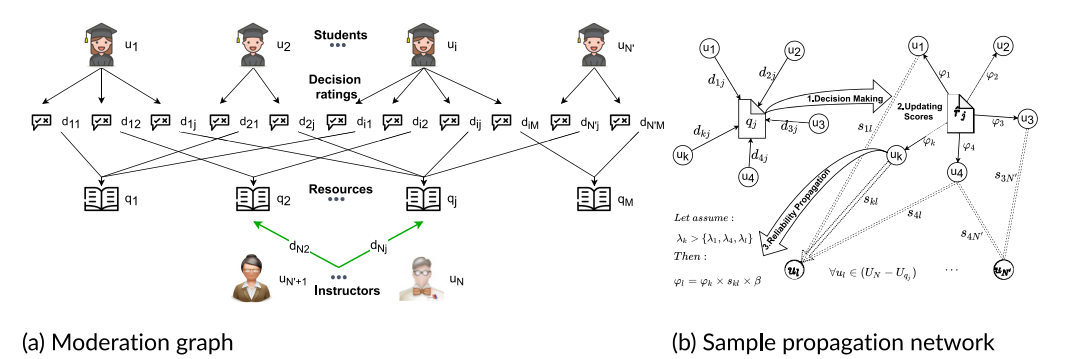 u1
u2
Students
ui
uN'
Decision
ratings
d11
d12
d1j
d21
d2j
di1
di2
dij
diM
dN'j
dN'M
q1
q2
Resources
qj
qM
dN2
dNj
uN'+1
Instructors
uN
(a) Moderation graph
u1
u2
d1j
d2j
qj
d3j
u3
dkj
d4j
uk
u4
1.Decision Making
2.Updating
Scores
u1
u2
φ1
φ2
r̂j
φ3
u3
φk
φ4
uk
u4
s1l
skl
s4l
s3N'
s4N'
3.Reliability Propagation
Let assume :
λk > {λ1, λ4, λl}
Then :
φl = φk × skl × β
ul
∀ul ∈ (UN − Uqj)
...
uN'
(b) Sample propagation network